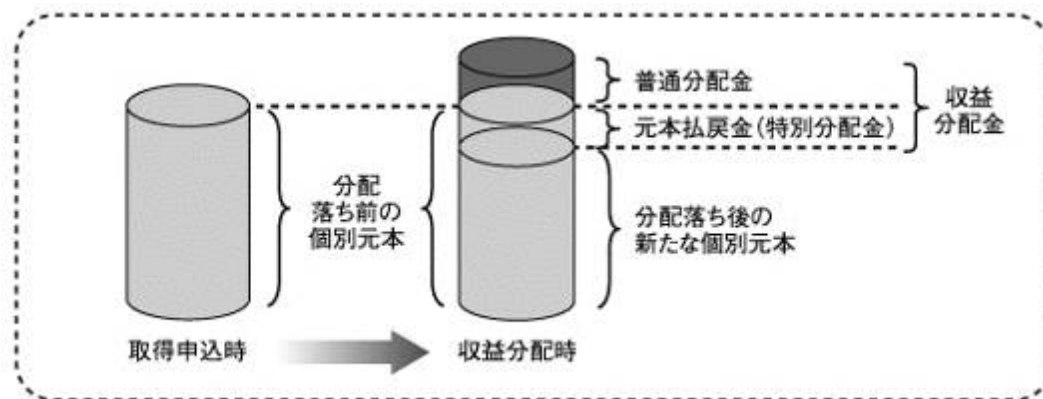 普通分配金
収益
分配金
元本払戻金(特別分配金)
分配
落ち前の
個別元本
分配落ち後の
新たな個別元本
取得申込時
収益分配時